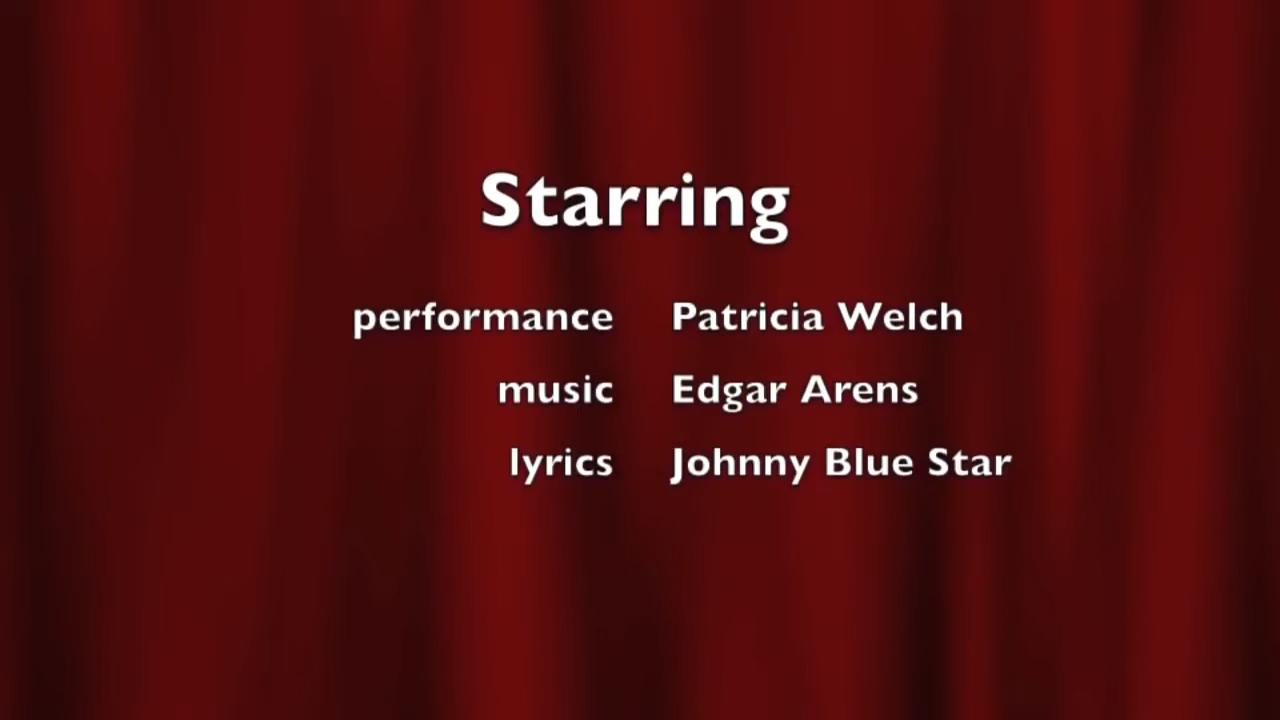 Starring
performance Patricia Welch
music Edgar Arens
lyrics Johnny Blue Star